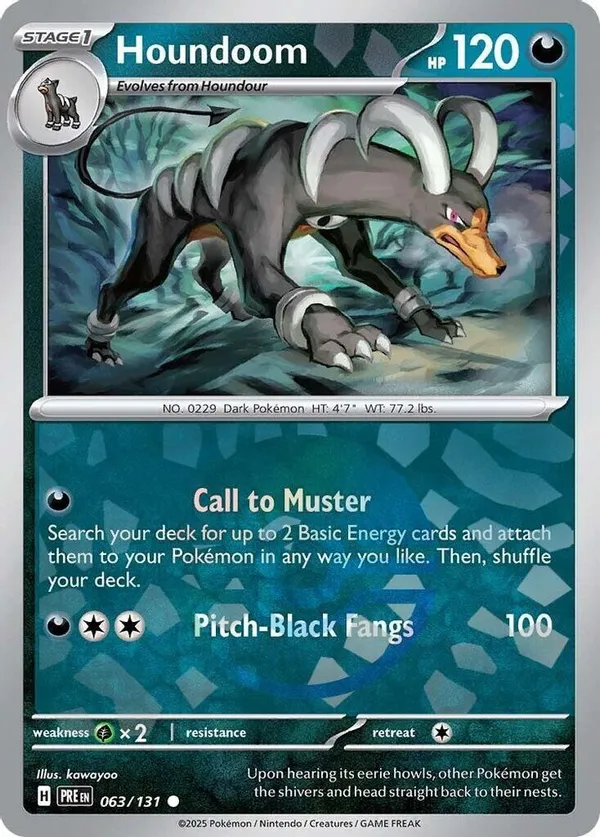 STAGE1
Houndoom
HP 120
Evolves from Houndour
NO. 0229 Dark Pokémon HT: 4'7" WT: 77.2 lbs.
Call to Muster
Search your deck for up to 2 Basic Energy cards and attach
them to your Pokémon in any way you like. Then, shuffle
your deck.
Pitch-Black Fangs 100
weakness ×2 resistance retreat
Illus. kawayoo
H PRE EN 063/131
Upon hearing its eerie howls, other Pokémon get
the shivers and head straight back to their nests.
©2025 Pokémon / Nintendo / Creatures / GAME FREAK